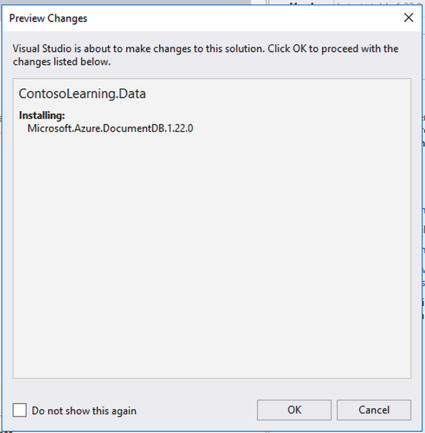 Preview Changes
Visual Studio is about to make changes to this solution. Click OK to proceed with the
changes listed below.
ContosoLearning.Data
Installing:
Microsoft.Azure.DocumentDB.1.22.0
Do not show this again
OK
Cancel